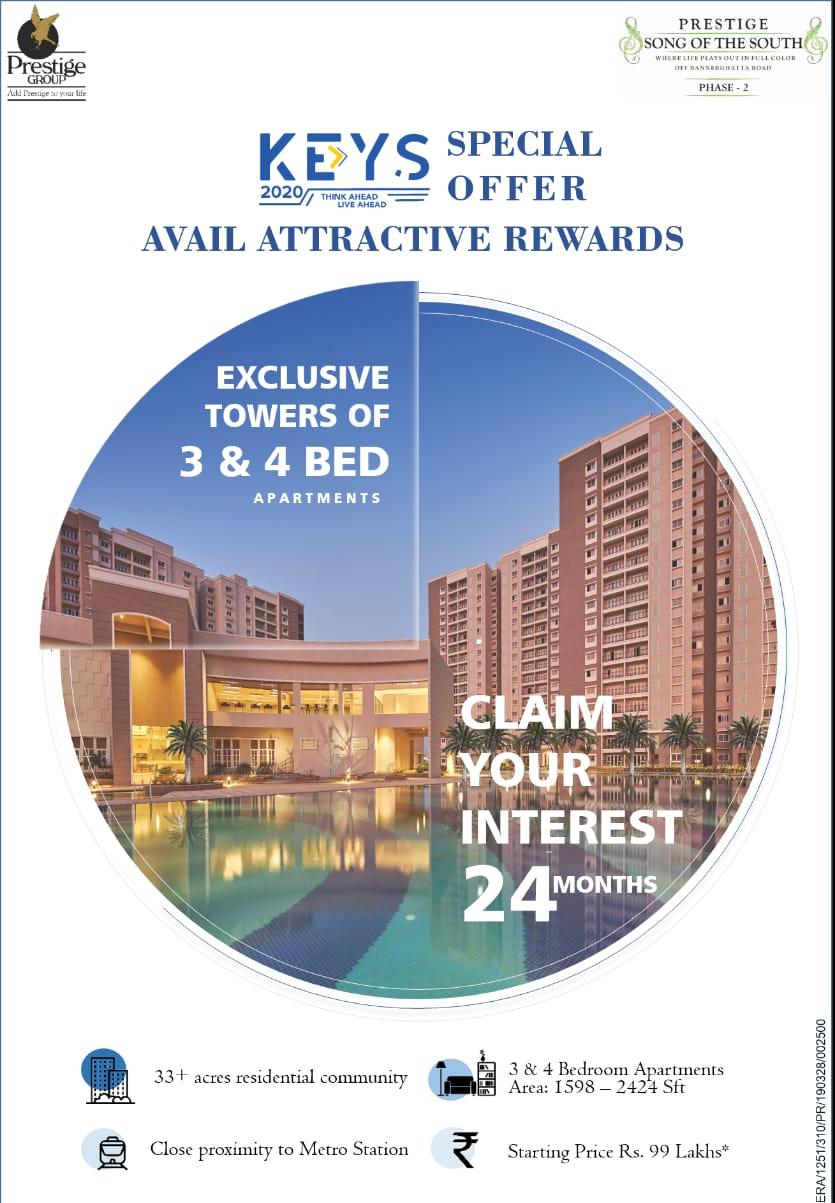 Prestige
GROUP
Add Prestige to your life
PRESTIGE
SONG OF THE SOUTH
WHERE LIFE PLAYS OUT IN FULL COLOR
OFF BANNERGHATTA ROAD
PHASE - 2
KEYS
2020
THINK AHEAD
LIVE AHEAD
SPECIAL
OFFER
AVAIL ATTRACTIVE REWARDS
EXCLUSIVE
TOWERS OF
3 & 4 BED
APARTMENTS
CLAIM
YOUR
INTEREST
24 MONTHS
33+ acres residential community
3 & 4 Bedroom Apartments
Area: 1598 – 2424 Sft
Close proximity to Metro Station
Starting Price Rs. 99 Lakhs*
ERA/1251/310/PR/190328/002500